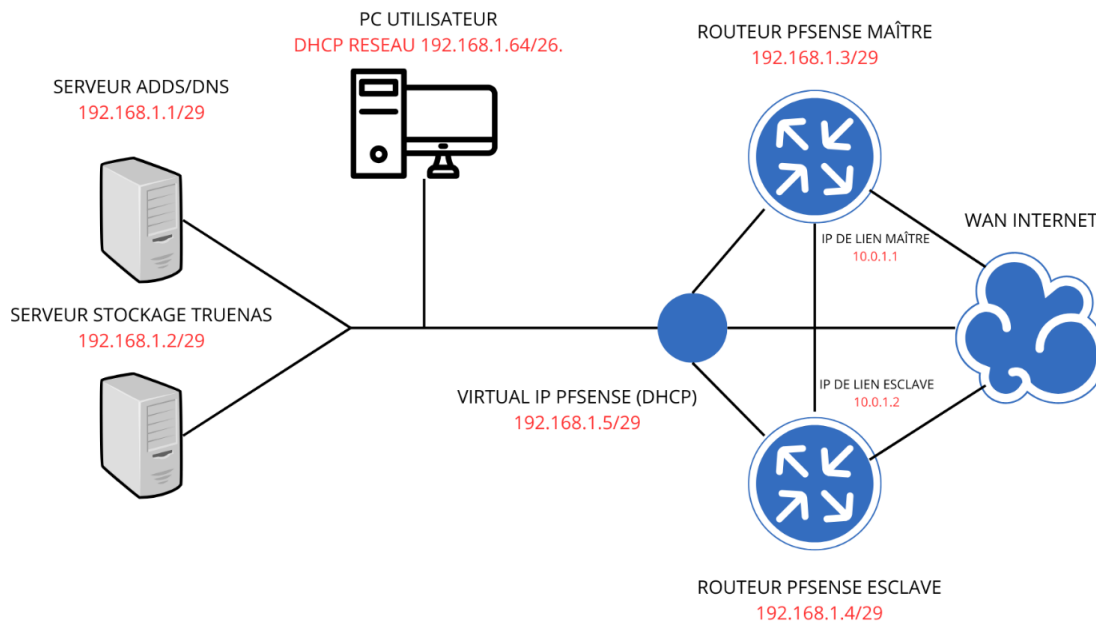 PC UTILISATEUR
DHCP RESEAU 192.168.1.64/26.
ROUTEUR PFSENSE MAÎTRE
192.168.1.3/29
SERVEUR ADDS/DNS
192.168.1.1/29
WAN INTERNET
IP DE LIEN MAÎTRE
10.0.1.1
SERVEUR STOCKAGE TRUENAS
192.168.1.2/29
VIRTUAL IP PFSENSE (DHCP)
192.168.1.5/29
IP DE LIEN ESCLAVE
10.0.1.2
ROUTEUR PFSENSE ESCLAVE
192.168.1.4/29